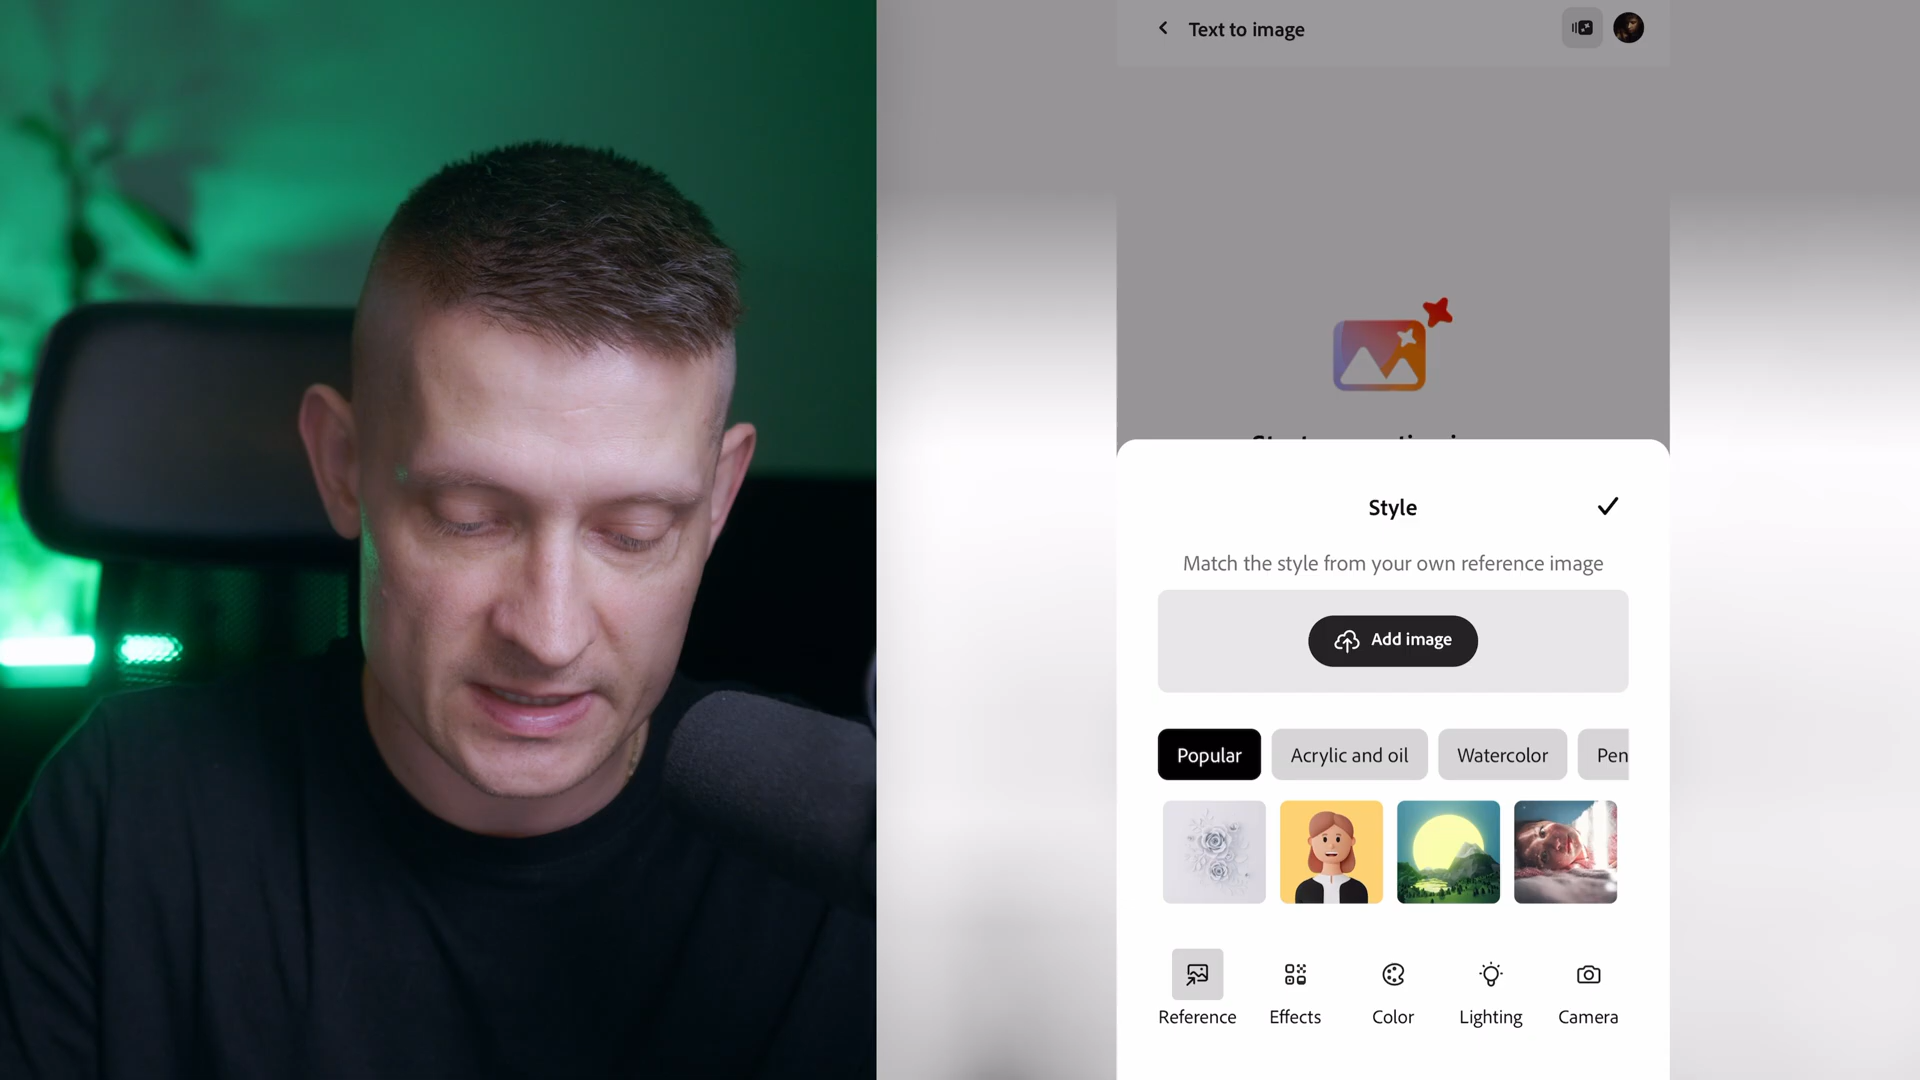 Text to image
Style
Match the style from your own reference image
Add image
Popular
Acrylic and oil
Watercolor
Pen
Reference
Effects
Color
Lighting
Camera